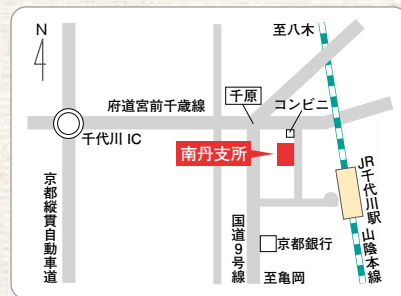 N
至八木
千原
コンビニ
府道宮前千歳線
千代川 IC
南丹支所
京都縦貫自動車道
国道9号線
京都銀行
至亀岡
JR千代川駅
山陰本線